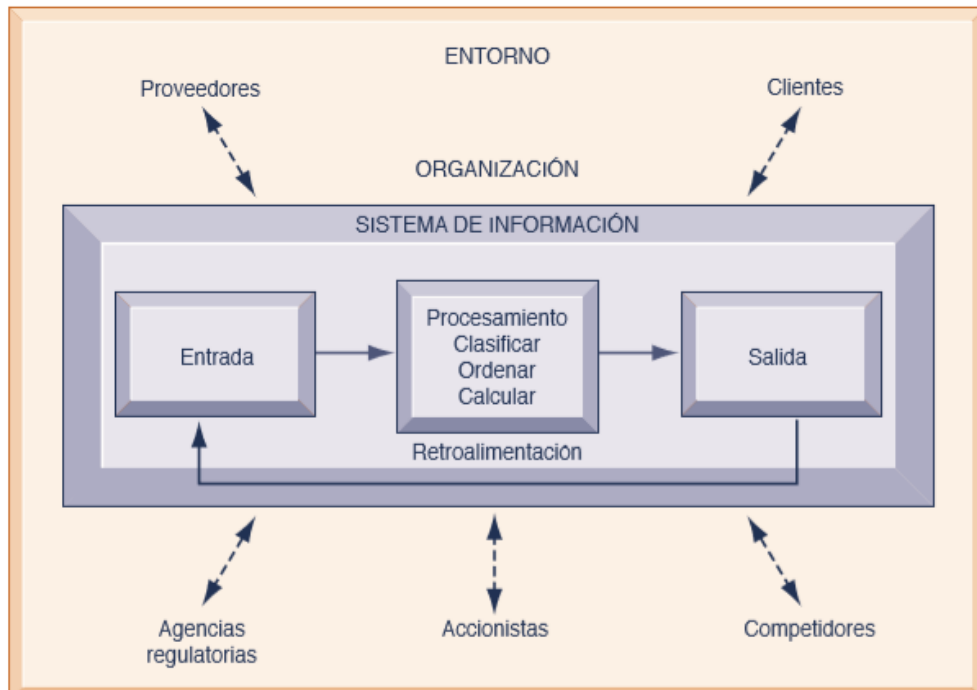 ENTORNO
Proveedores
Clientes
ORGANIZACIÓN
SISTEMA DE INFORMACIÓN
Entrada
Procesamiento
Clasificar
Ordenar
Calcular
Salida
Retroalimentación
Agencias
regulatorias
Accionistas
Competidores